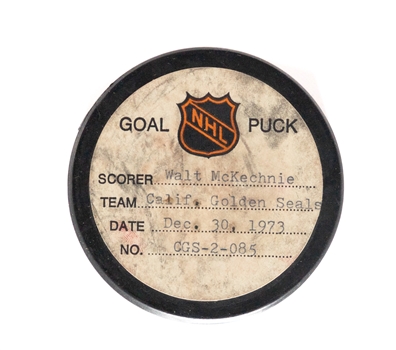 GOAL NHL PUCK
SCORER Walt McKechnie
TEAM Calif. Golden Seals
DATE Dec. 30, 1973
NO. CGS-2-085